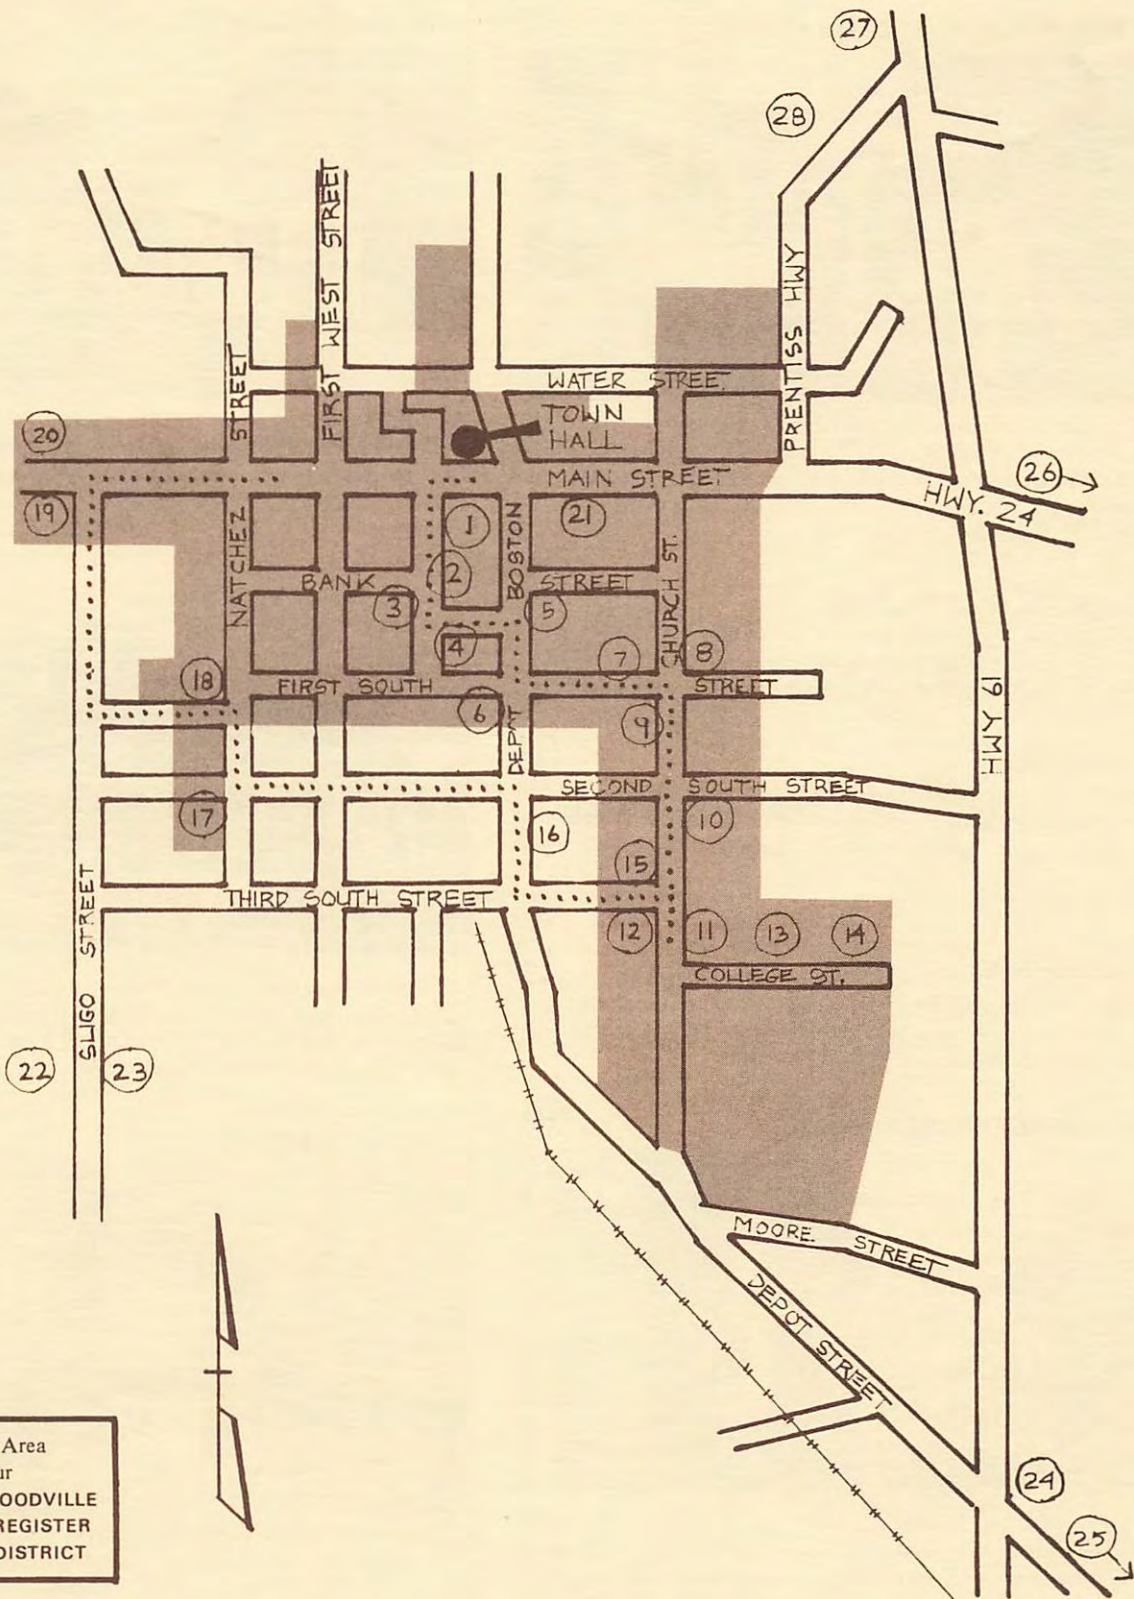 27
28
FIRST WEST STREET
PRENTISS HWY
WATER STREET
TOWN
HALL
STREET
20
MAIN STREET
26
HWY. 24
19
1
21
NATCHEZ
BOSTON
CHURCH ST.
2
BANK STREET
3
5
4
7
8
18
FIRST SOUTH STREET
6
9
DEPOT
HWY 61
SECOND SOUTH STREET
17
16
10
15
THIRD SOUTH STREET
12
11
13
14
COLLEGE ST.
SLIGO STREET
22
23
MOORE STREET
DEPOT STREET
24
25
Area
OODVILLE
REGISTER
DISTRICT